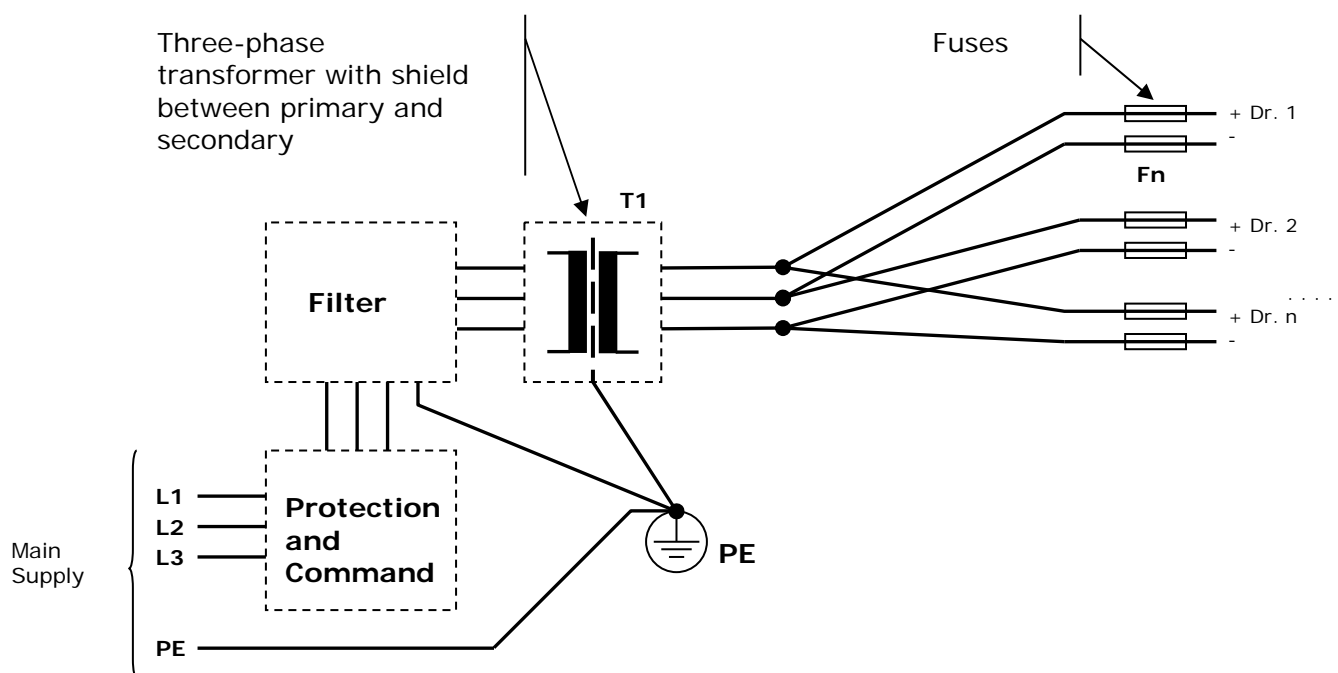 Three-phase
transformer with shield
between primary and
secondary
Fuses
+ Dr. 1
-
Fn
T1
+ Dr. 2
-
. . . .
+ Dr. n
-
Filter
L1
L2
L3
Protection
and
Command
Main
Supply
PE
PE